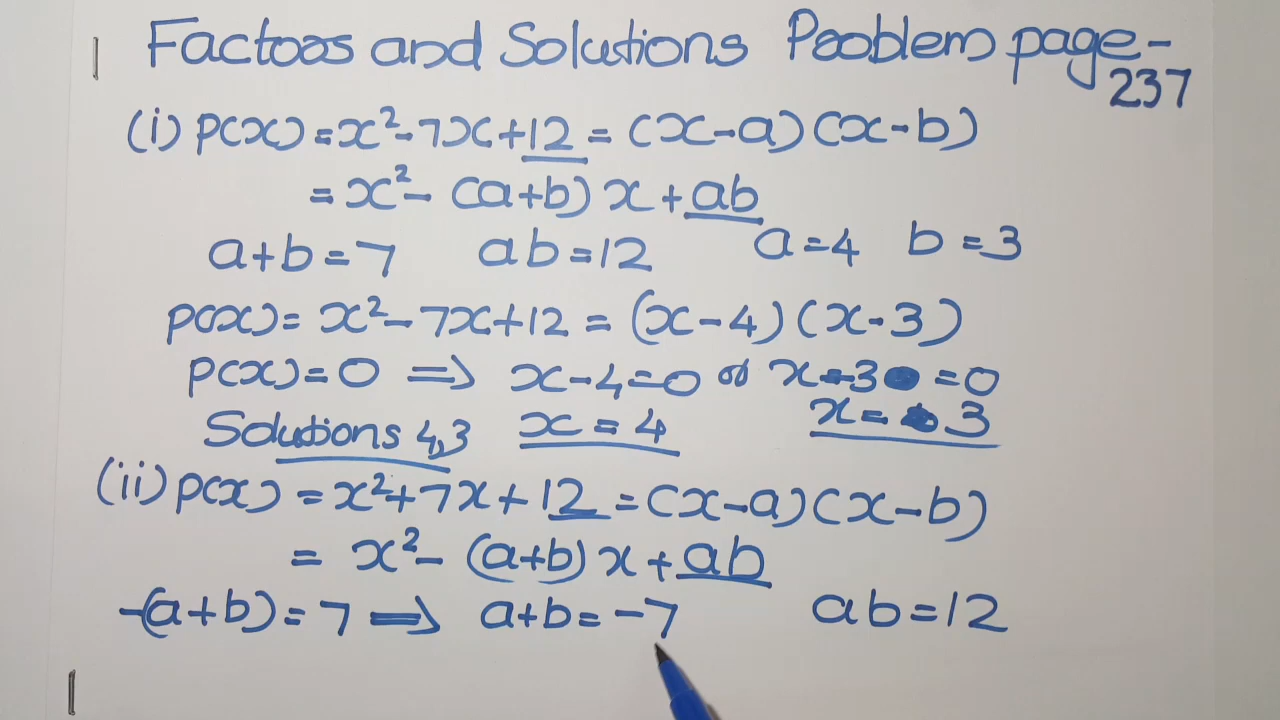 Factors and Solutions Problem page-
237
(i) P(x) = x² - 7x + 12 = (x - a) (x - b)
= x² - (a + b) x + ab
a + b = 7 ab = 12 a = 4 b = 3
P(x) = x² - 7x + 12 = (x - 4) (x - 3)
P(x) = 0 ⟹ x - 4 = 0 or x - 3 = 0
Solutions 4,3 x = 4 x = 3
(ii) P(x) = x² + 7x + 12 = (x - a) (x - b)
= x² - (a + b) x + ab
-(a + b) = 7 ⟹ a + b = -7 ab = 12